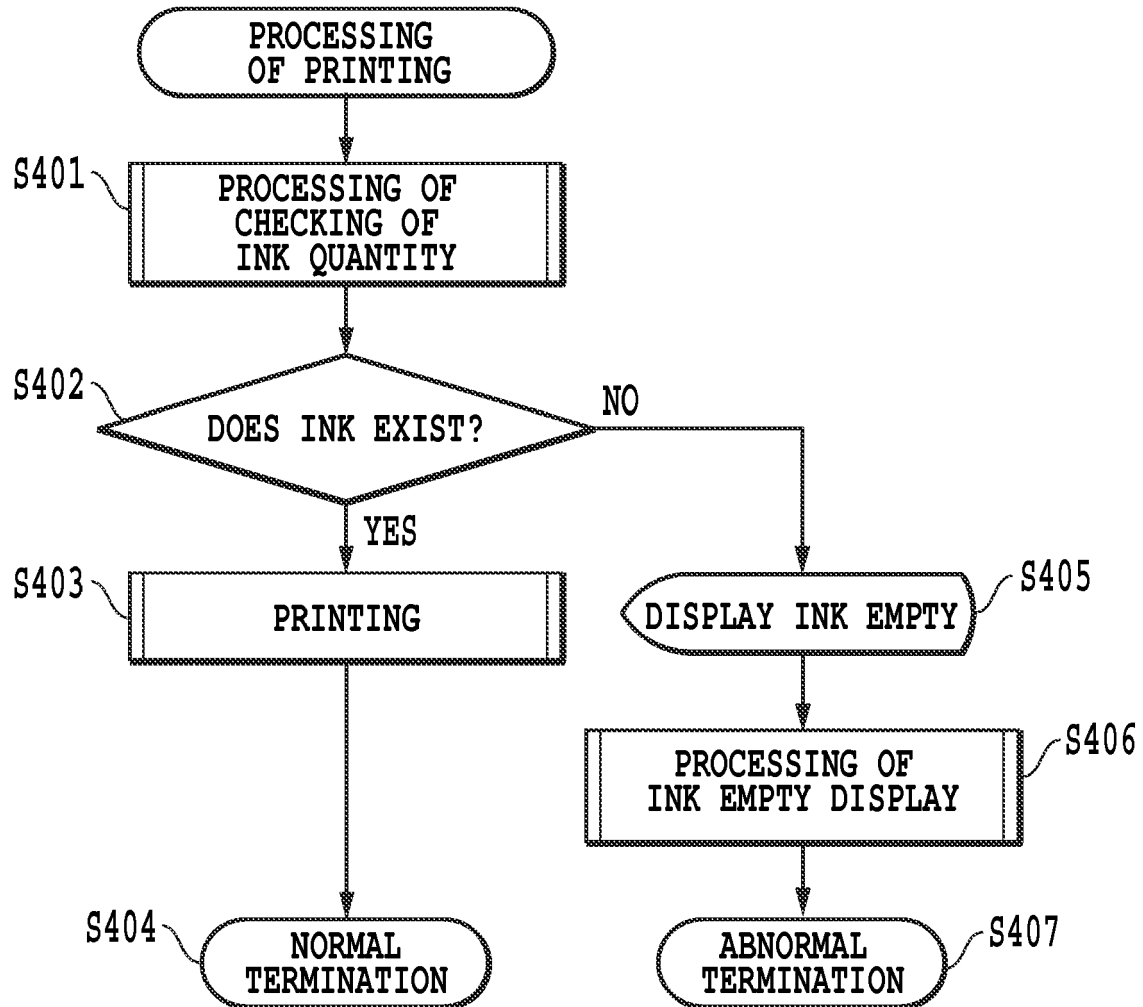 PROCESSING
OF PRINTING
S401
PROCESSING OF
CHECKING OF
INK QUANTITY
S402
DOES INK EXIST?
NO
YES
S403
PRINTING
DISPLAY INK EMPTY
S405
PROCESSING OF
INK EMPTY DISPLAY
S406
S404
NORMAL
TERMINATION
ABNORMAL
TERMINATION
S407